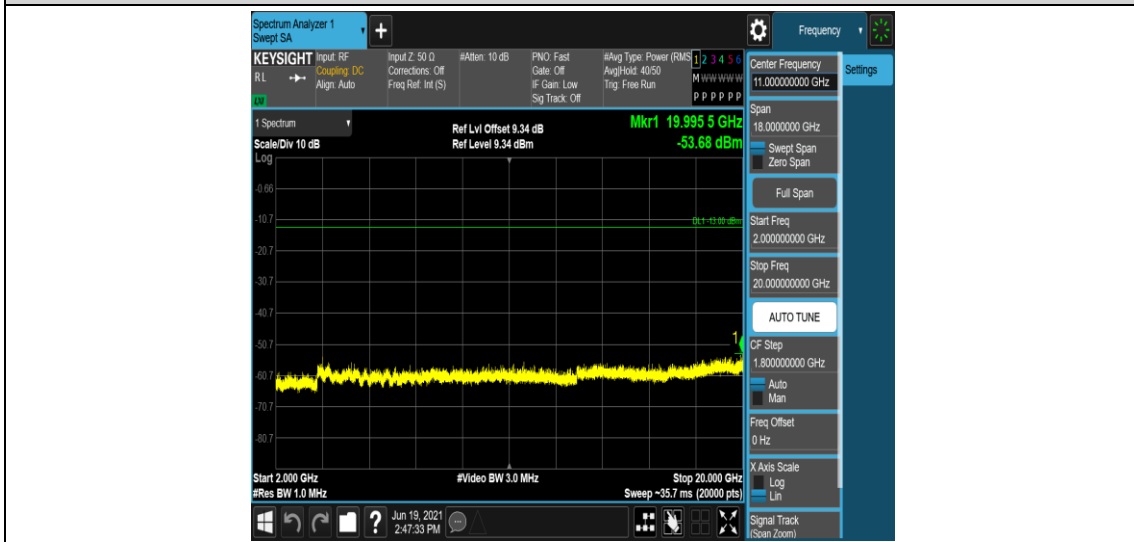 Spectrum Analyzer 1
Swept SA
Frequency
KEYSIGHT
RL
LXI
Input: RF
Coupling: DC
Align: Auto
Input Z: 50 Ω
Corrections: Off
Freq Ref: Int (S)
#Atten: 10 dB
PNO: Fast
Gate: Off
IF Gain: Low
Sig Track: Off
#Avg Type: Power (RMS
Avg|Hold: 40/50
Trig: Free Run
1 2 3 4 5 6
M W W W W W
P P P P P P
1 Spectrum
Scale/Div 10 dB
Ref Lvl Offset 9.34 dB
Ref Level 9.34 dBm
Mkr1 19.995 5 GHz
-53.68 dBm
Log
-0.66
-10.7
DL1 -13.00 dBm
-20.7
-30.7
-40.7
-50.7
1
-60.7
-70.7
-80.7
Start 2.000 GHz
#Video BW 3.0 MHz
Stop 20.000 GHz
#Res BW 1.0 MHz
Sweep ~35.7 ms (20000 pts)
Jun 19, 2021
2:47:33 PM
Center Frequency
11.000000000 GHz
Settings
Span
18.0000000 GHz
Swept Span
Zero Span
Full Span
Start Freq
2.000000000 GHz
Stop Freq
20.000000000 GHz
AUTO TUNE
CF Step
1.800000000 GHz
Auto
Man
Freq Offset
0 Hz
X Axis Scale
Log
Lin
Signal Track
(Span Zoom)